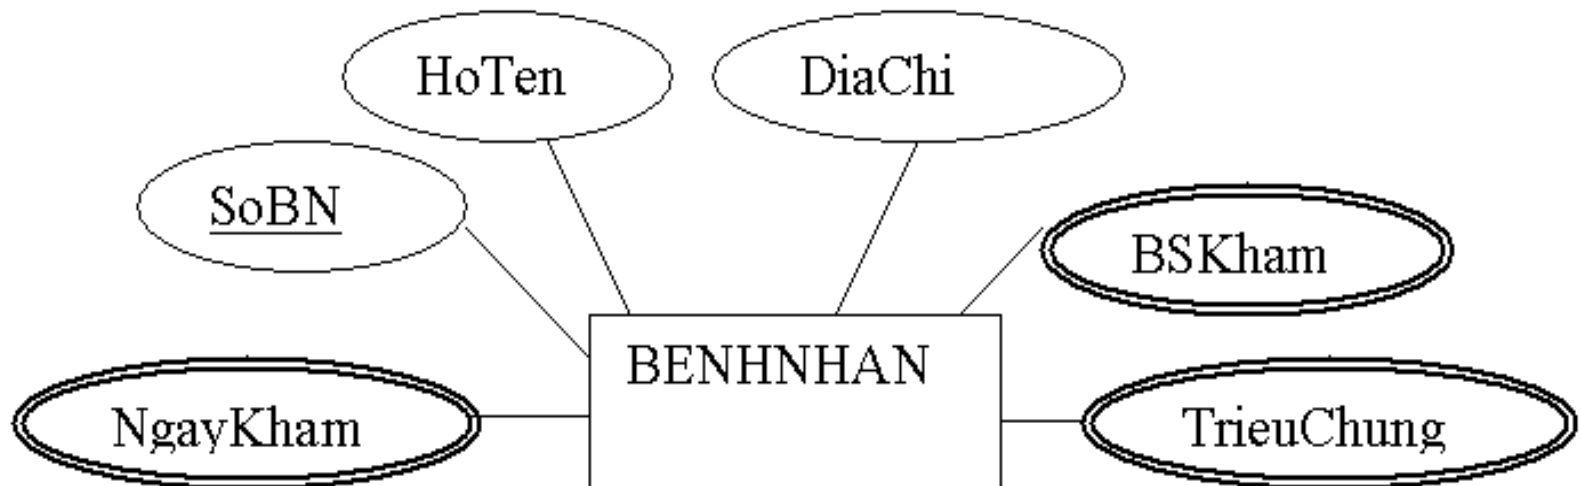 HoTen
DiaChi
SoBN
BSKham
BENHNHAN
NgayKham
TrieuChung